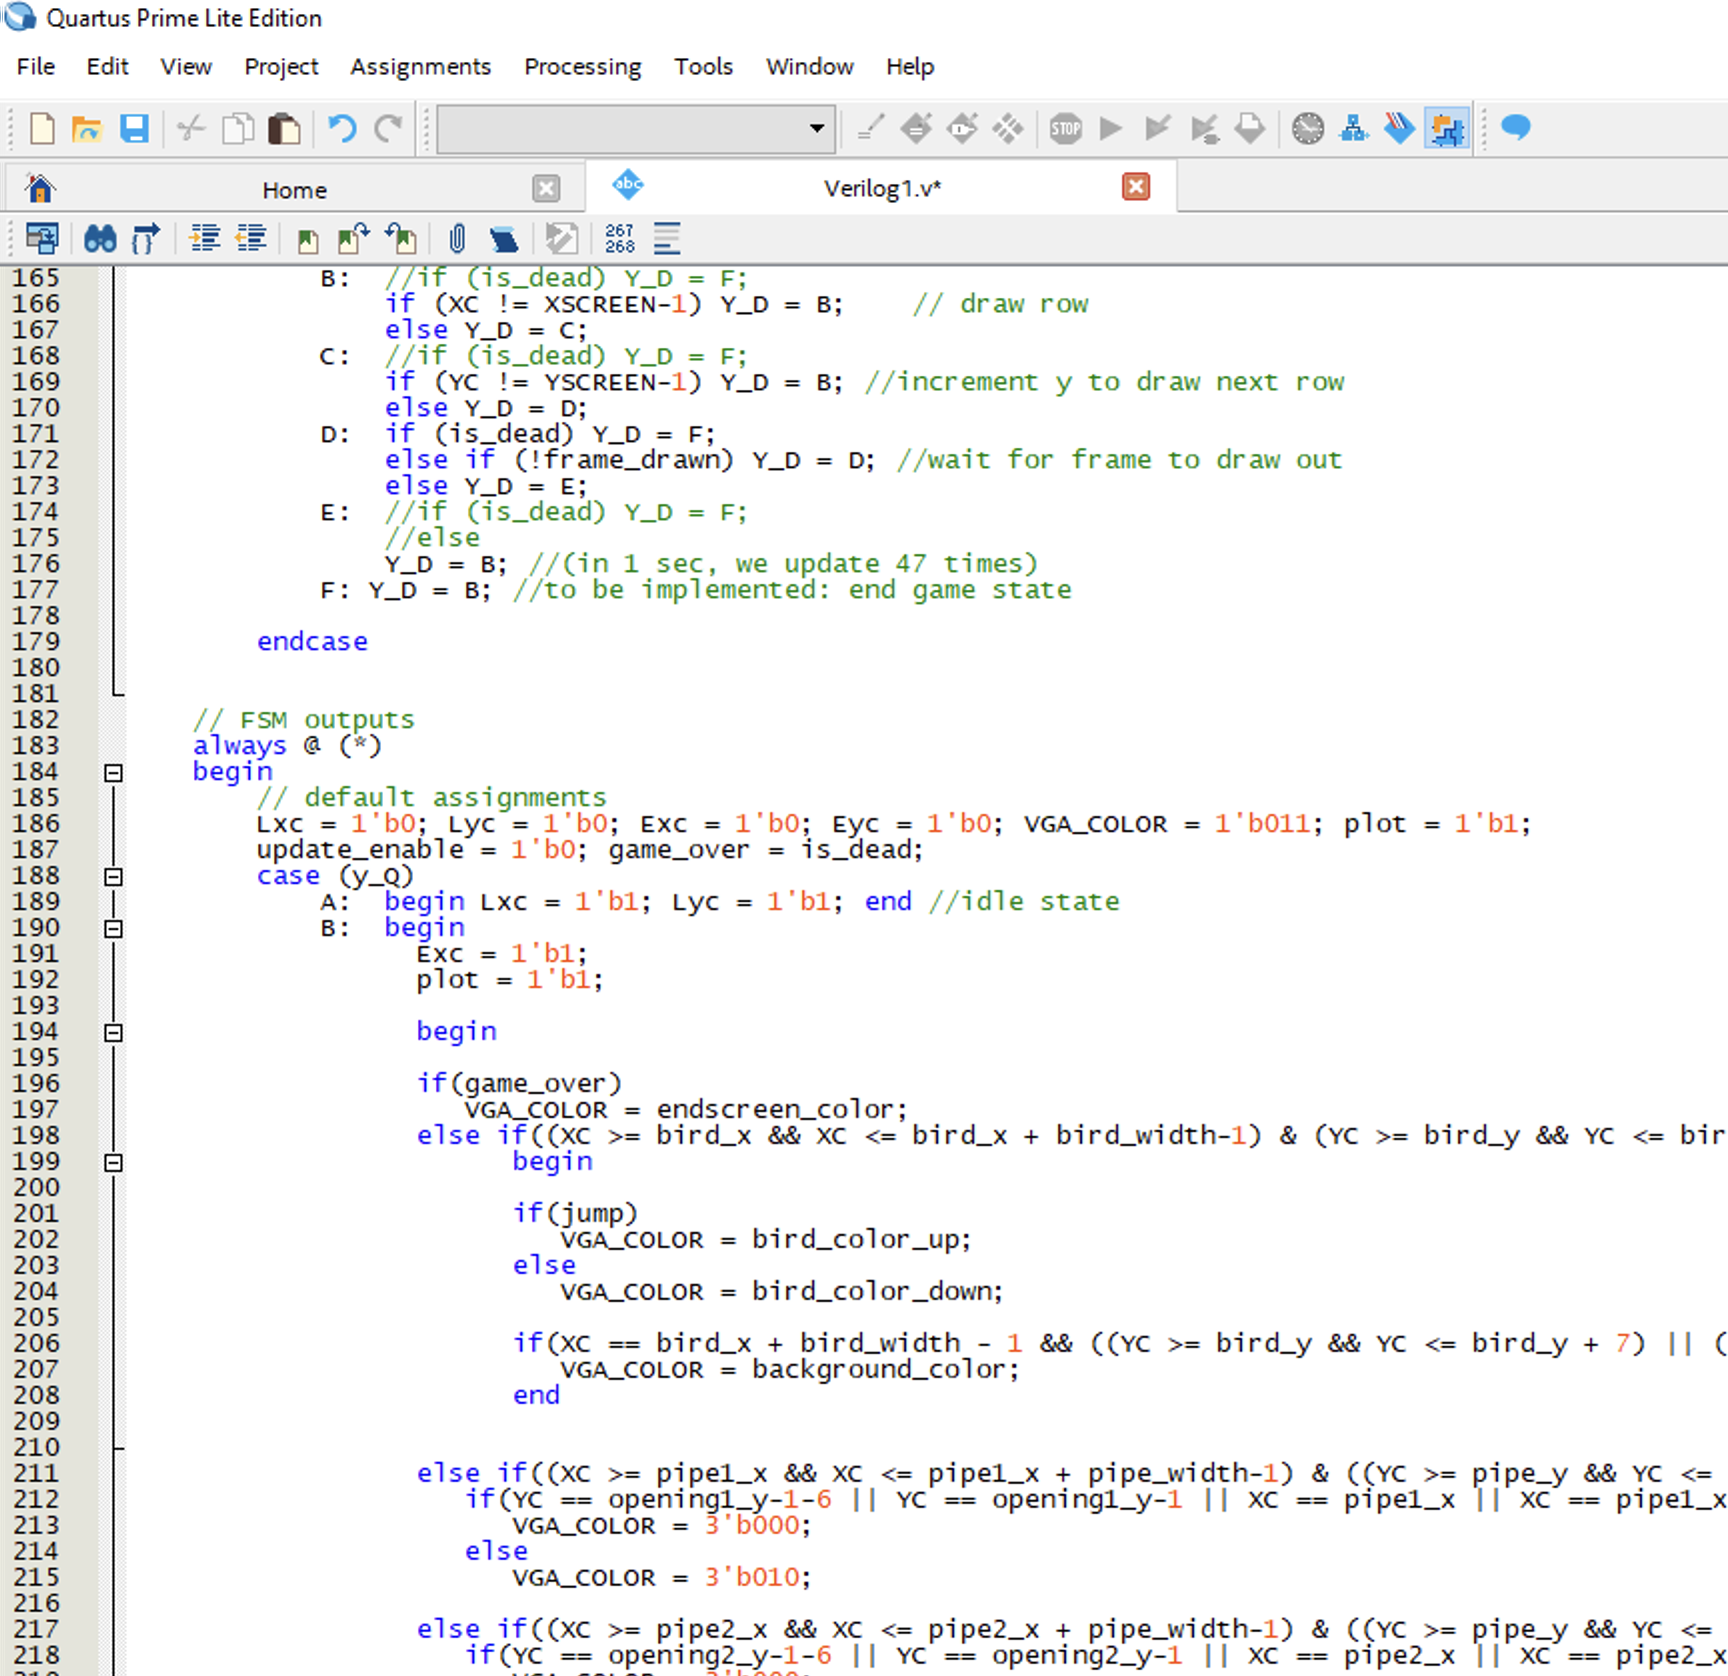 Quartus Prime Lite Edition
File Edit View Project Assignments Processing Tools Window Help
STOP
Home abc Verilog1.v*
267
268
165 B: //if (is_dead) Y_D = F;
166 if (XC != XSCREEN-1) Y_D = B; // draw row
167 else Y_D = C;
168 C: //if (is_dead) Y_D = F;
169 if (YC != YSCREEN-1) Y_D = B; //increment y to draw next row
170 else Y_D = D;
171 D: if (is_dead) Y_D = F;
172 else if (!frame_drawn) Y_D = D; //wait for frame to draw out
173 else Y_D = E;
174 E: //if (is_dead) Y_D = F;
175 //else
176 Y_D = B; //(in 1 sec, we update 47 times)
177 F: Y_D = B; //to be implemented: end game state
178
179 endcase
180
181
182 // FSM outputs
183 always @ (*)
184 begin
185 // default assignments
186 Lxc = 1'b0; Lyc = 1'b0; Exc = 1'b0; Eyc = 1'b0; VGA_COLOR = 1'b011; plot = 1'b1;
187 update_enable = 1'b0; game_over = is_dead;
188 case (y_Q)
189 A: begin Lxc = 1'b1; Lyc = 1'b1; end //idle state
190 B: begin
191 Exc = 1'b1;
192 plot = 1'b1;
193
194 begin
195
196 if(game_over)
197 VGA_COLOR = endscreen_color;
198 else if((XC >= bird_x && XC <= bird_x + bird_width-1) & (YC >= bird_y && YC <= bir
199 begin
200
201 if(jump)
202 VGA_COLOR = bird_color_up;
203 else
204 VGA_COLOR = bird_color_down;
205
206 if(XC == bird_x + bird_width - 1 && ((YC >= bird_y && YC <= bird_y + 7) || (
207 VGA_COLOR = background_color;
208 end
209
210
211 else if((XC >= pipe1_x && XC <= pipe1_x + pipe_width-1) & ((YC >= pipe_y && YC <=
212 if(YC == opening1_y-1-6 || YC == opening1_y-1 || XC == pipe1_x || XC == pipe1_x
213 VGA_COLOR = 3'b000;
214 else
215 VGA_COLOR = 3'b010;
216
217 else if((XC >= pipe2_x && XC <= pipe2_x + pipe_width-1) & ((YC >= pipe_y && YC <=
218 if(YC == opening2_y-1-6 || YC == opening2_y-1 || XC == pipe2_x || XC == pipe2_x